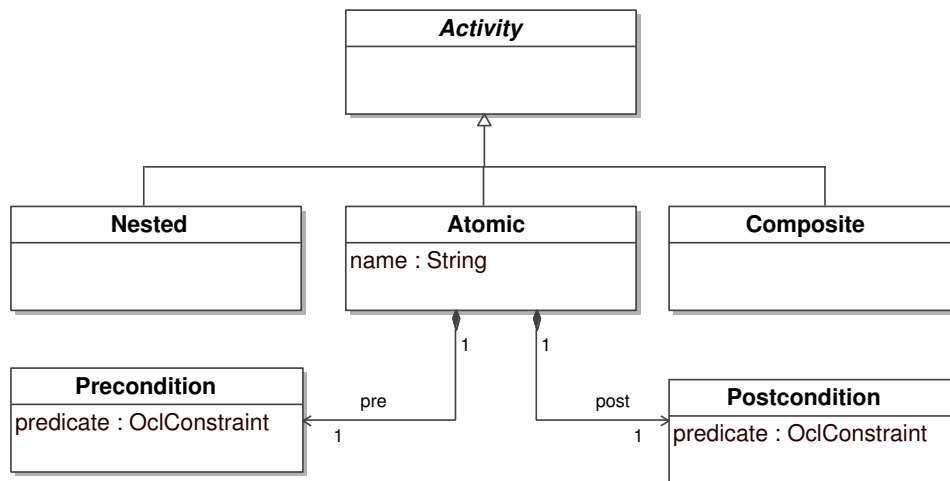 Activity
Nested
Atomic
Composite
name : String
1
1
Precondition
pre
post
Postcondition
predicate : OclConstraint
1
1
predicate : OclConstraint